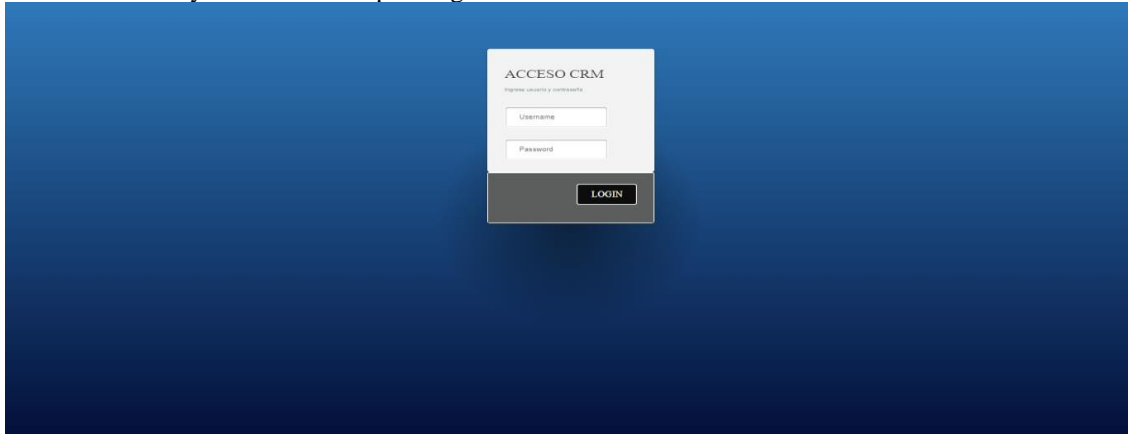 ACCESO CRM
Ingrese usuario y contraseña
Username
Password
LOGIN